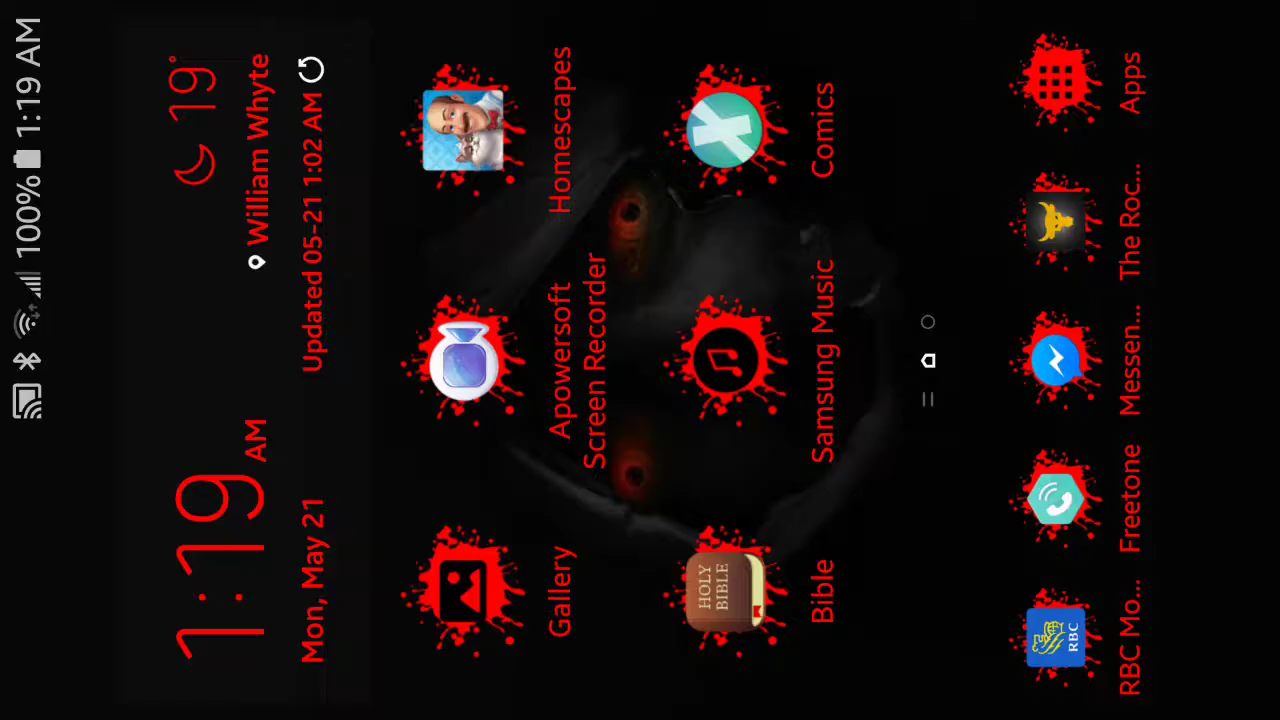 100% 1:19 AM
1:19 AM
19°
William Whyte
Mon, May 21
Updated 05-21 1:02 AM
Gallery
Apowersoft
Screen Recorder
Homescapes
HOLY
BIBLE
Bible
Samsung Music
Comics
RBC
RBC Mo...
Freetone
Messen...
The Roc...
Apps